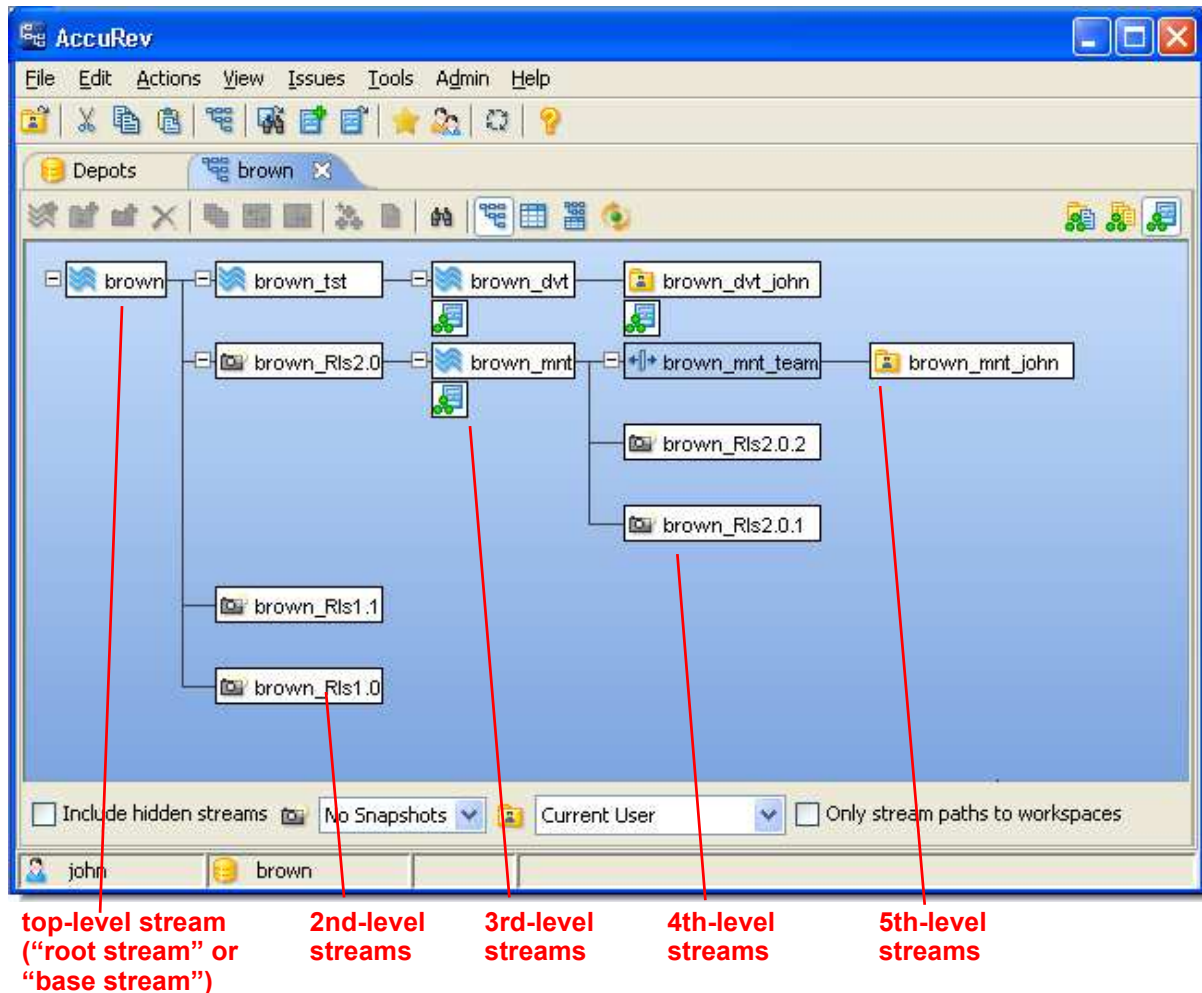 AccuRev
File Edit Actions View Issues Tools Admin Help
Depots brown
brown brown_tst brown_dvt brown_dvt_john
brown_Rls2.0 brown_mnt brown_mnt_team brown_mnt_john
brown_Rls2.0.2
brown_Rls2.0.1
brown_Rls1.1
brown_Rls1.0
Include hidden streams No Snapshots Current User Only stream paths to workspaces
john brown
top-level stream
(“root stream” or
“base stream”)
2nd-level
streams
3rd-level
streams
4th-level
streams
5th-level
streams